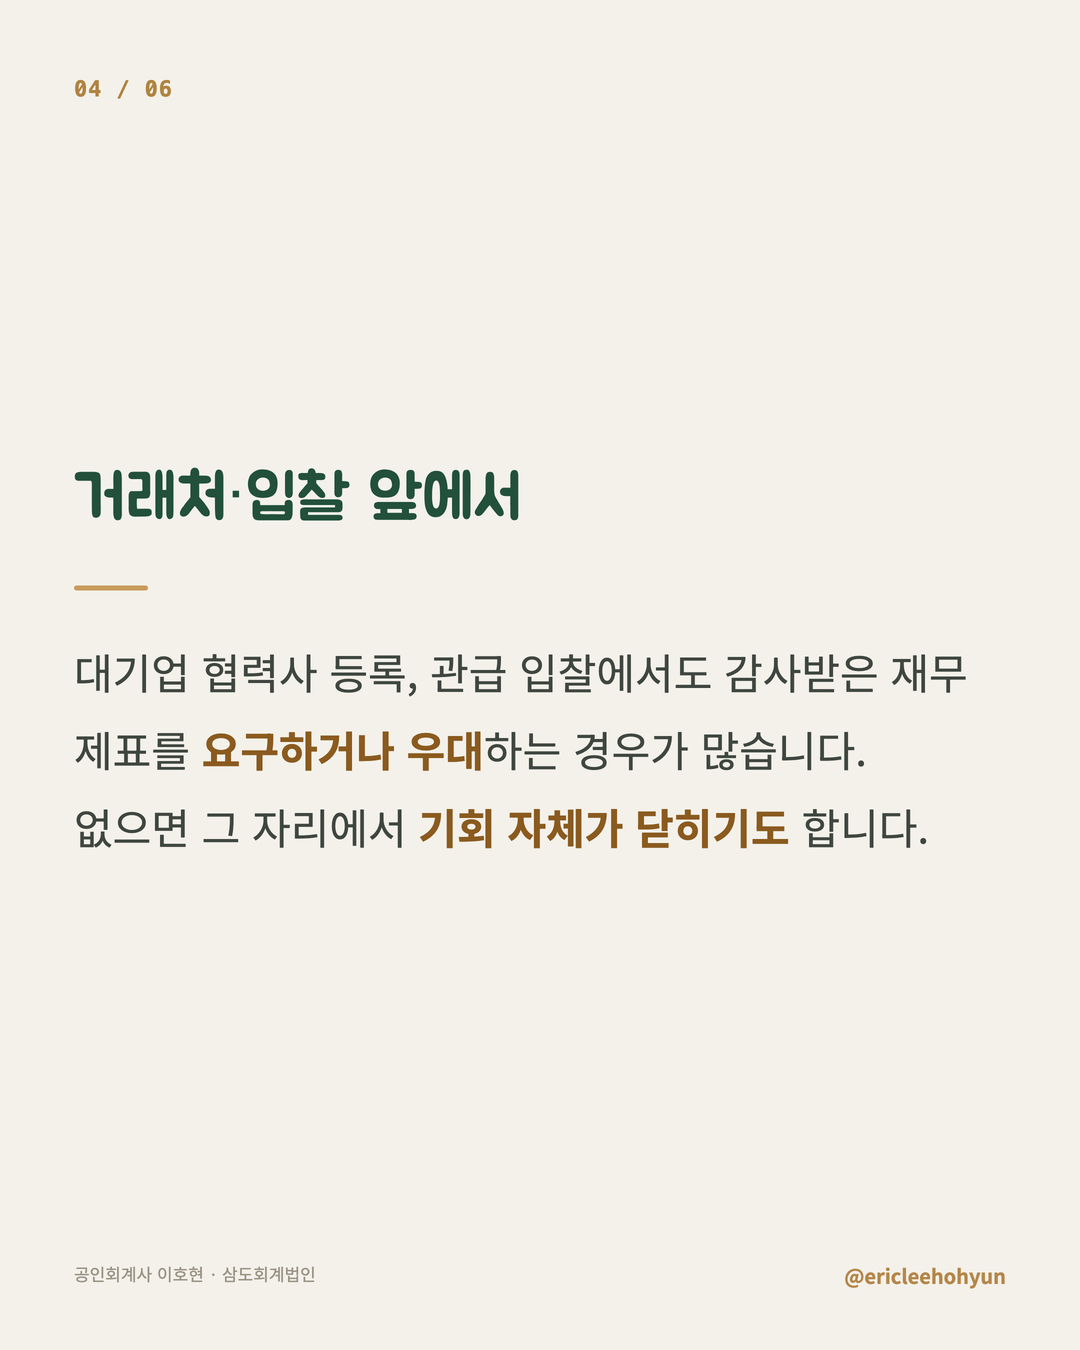 04 / 06
거래처·입찰 앞에서
대기업 협력사 등록, 관급 입찰에서도 감사받은 재무
제표를 요구하거나 우대하는 경우가 많습니다.
없으면 그 자리에서 기회 자체가 닫히기도 합니다.
공인회계사 이호현 · 삼도회계법인
@ericleehohyun